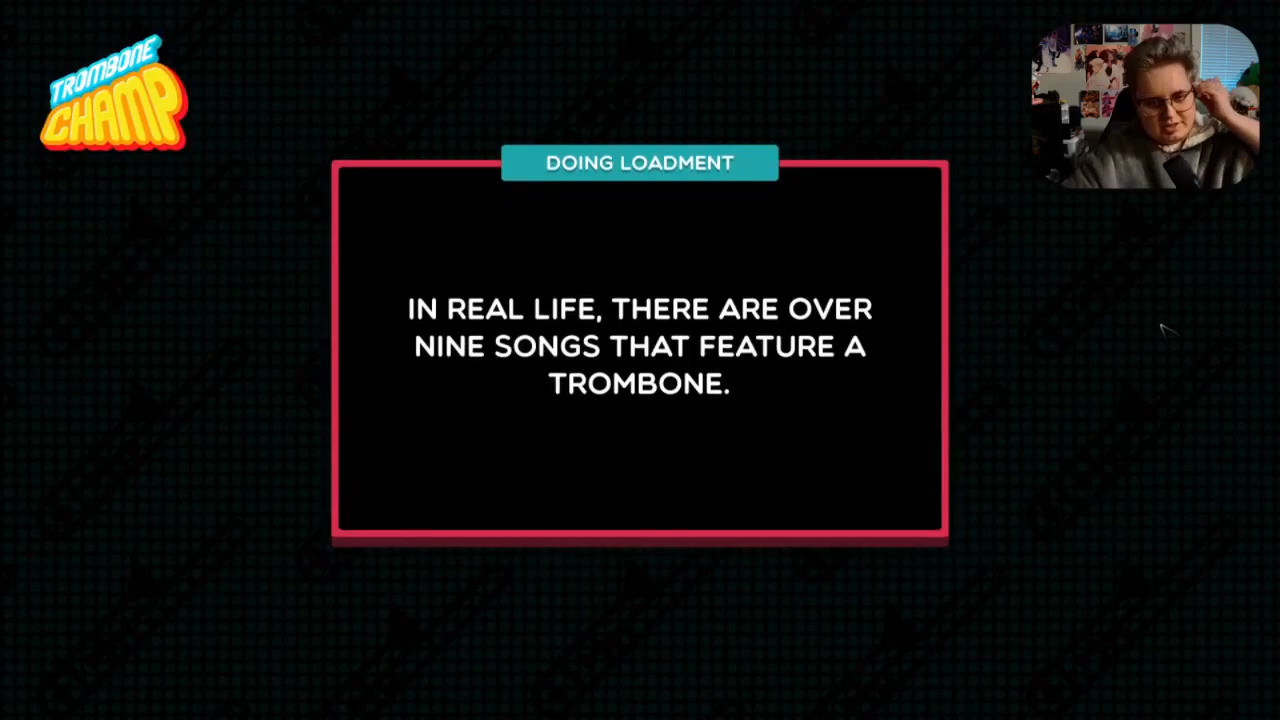 TROMBONE
CHAMP
DOING LOADMENT
IN REAL LIFE, THERE ARE OVER
NINE SONGS THAT FEATURE A
TROMBONE.